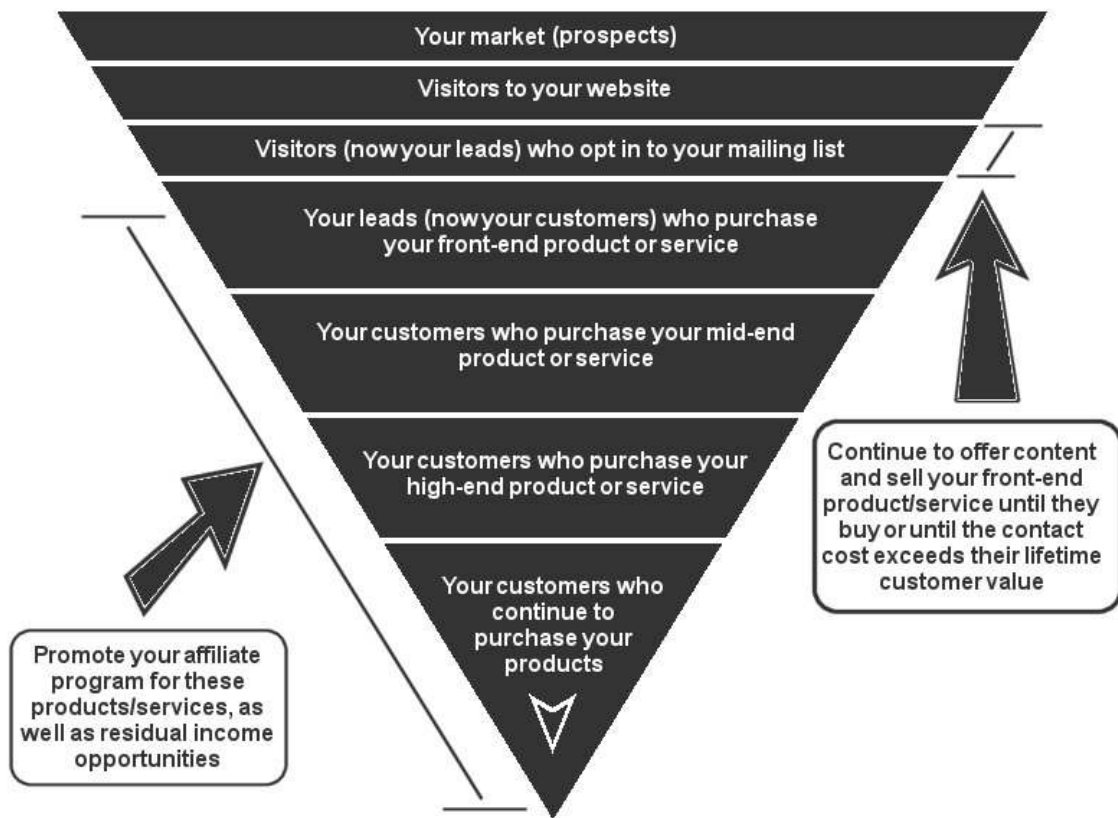 Your market (prospects)
Visitors to your website
Visitors (now your leads) who opt in to your mailing list
Your leads (now your customers) who purchase
your front-end product or service
Your customers who purchase your mid-end
product or service
Your customers who purchase your
high-end product or service
Your customers who
continue to
purchase your
products
Continue to offer content
and sell your front-end
product/service until they
buy or until the contact
cost exceeds their lifetime
customer value
Promote your affiliate
program for these
products/services, as
well as residual income
opportunities